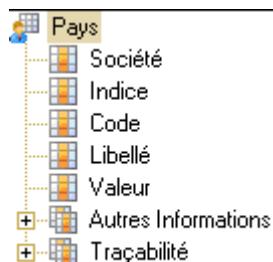 Pays
Société
Indice
Code
Libellé
Valeur
Autres Informations
Traçabilité